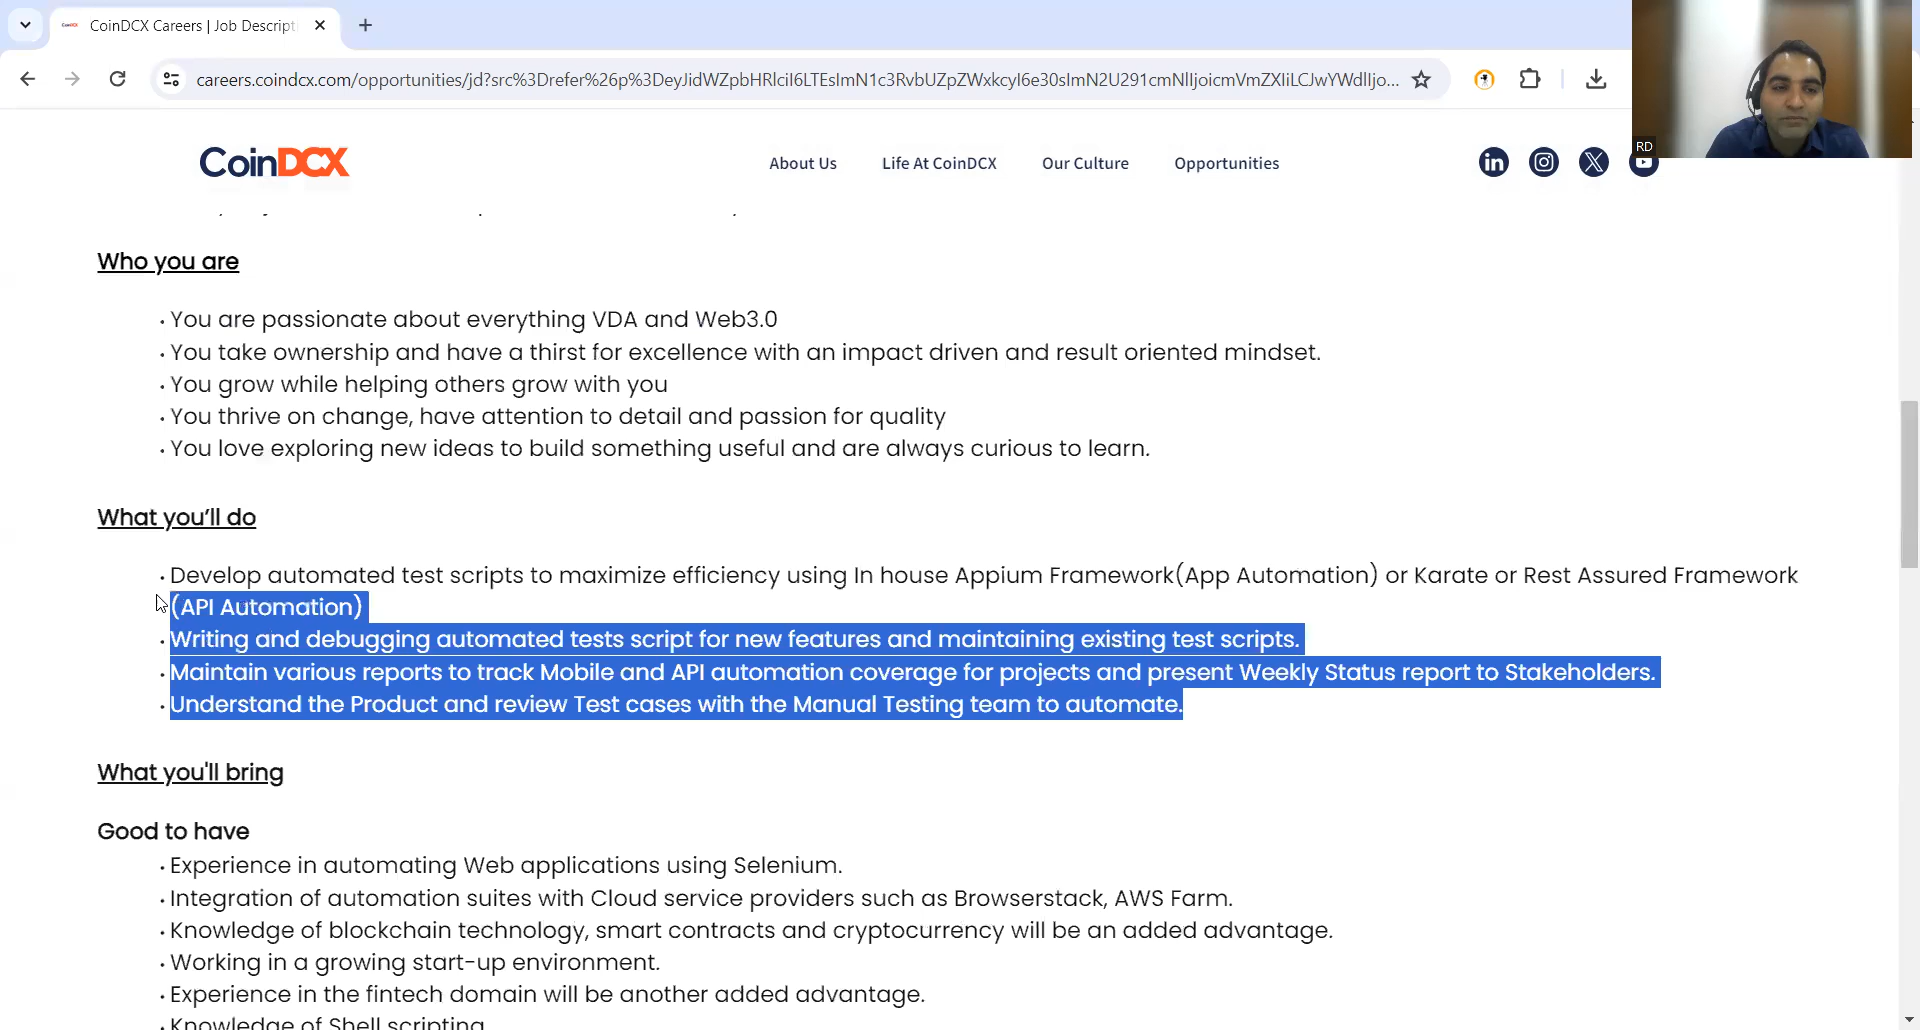 CoinDCX Careers | Job Descript
careers.coindcx.com/opportunities/jd?src%3Drefer%26p%3DeyJidWZpbHRlciI6LTEsImN1c3RvbUZpZWxkcyI6e30sImN2U291cmNlIjoicmVmZXIiLCJwYWdlIjo...
RD
CoinDCX
About Us
Life At CoinDCX
Our Culture
Opportunities
Who you are
• You are passionate about everything VDA and Web3.0
• You take ownership and have a thirst for excellence with an impact driven and result oriented mindset.
• You grow while helping others grow with you
• You thrive on change, have attention to detail and passion for quality
• You love exploring new ideas to build something useful and are always curious to learn.
What you’ll do
• Develop automated test scripts to maximize efficiency using In house Appium Framework(App Automation) or Karate or Rest Assured Framework
(API Automation)
• Writing and debugging automated tests script for new features and maintaining existing test scripts.
• Maintain various reports to track Mobile and API automation coverage for projects and present Weekly Status report to Stakeholders.
• Understand the Product and review Test cases with the Manual Testing team to automate.
What you'll bring
Good to have
• Experience in automating Web applications using Selenium.
• Integration of automation suites with Cloud service providers such as Browserstack, AWS Farm.
• Knowledge of blockchain technology, smart contracts and cryptocurrency will be an added advantage.
• Working in a growing start-up environment.
• Experience in the fintech domain will be another added advantage.
• Knowledge of Shell scripting